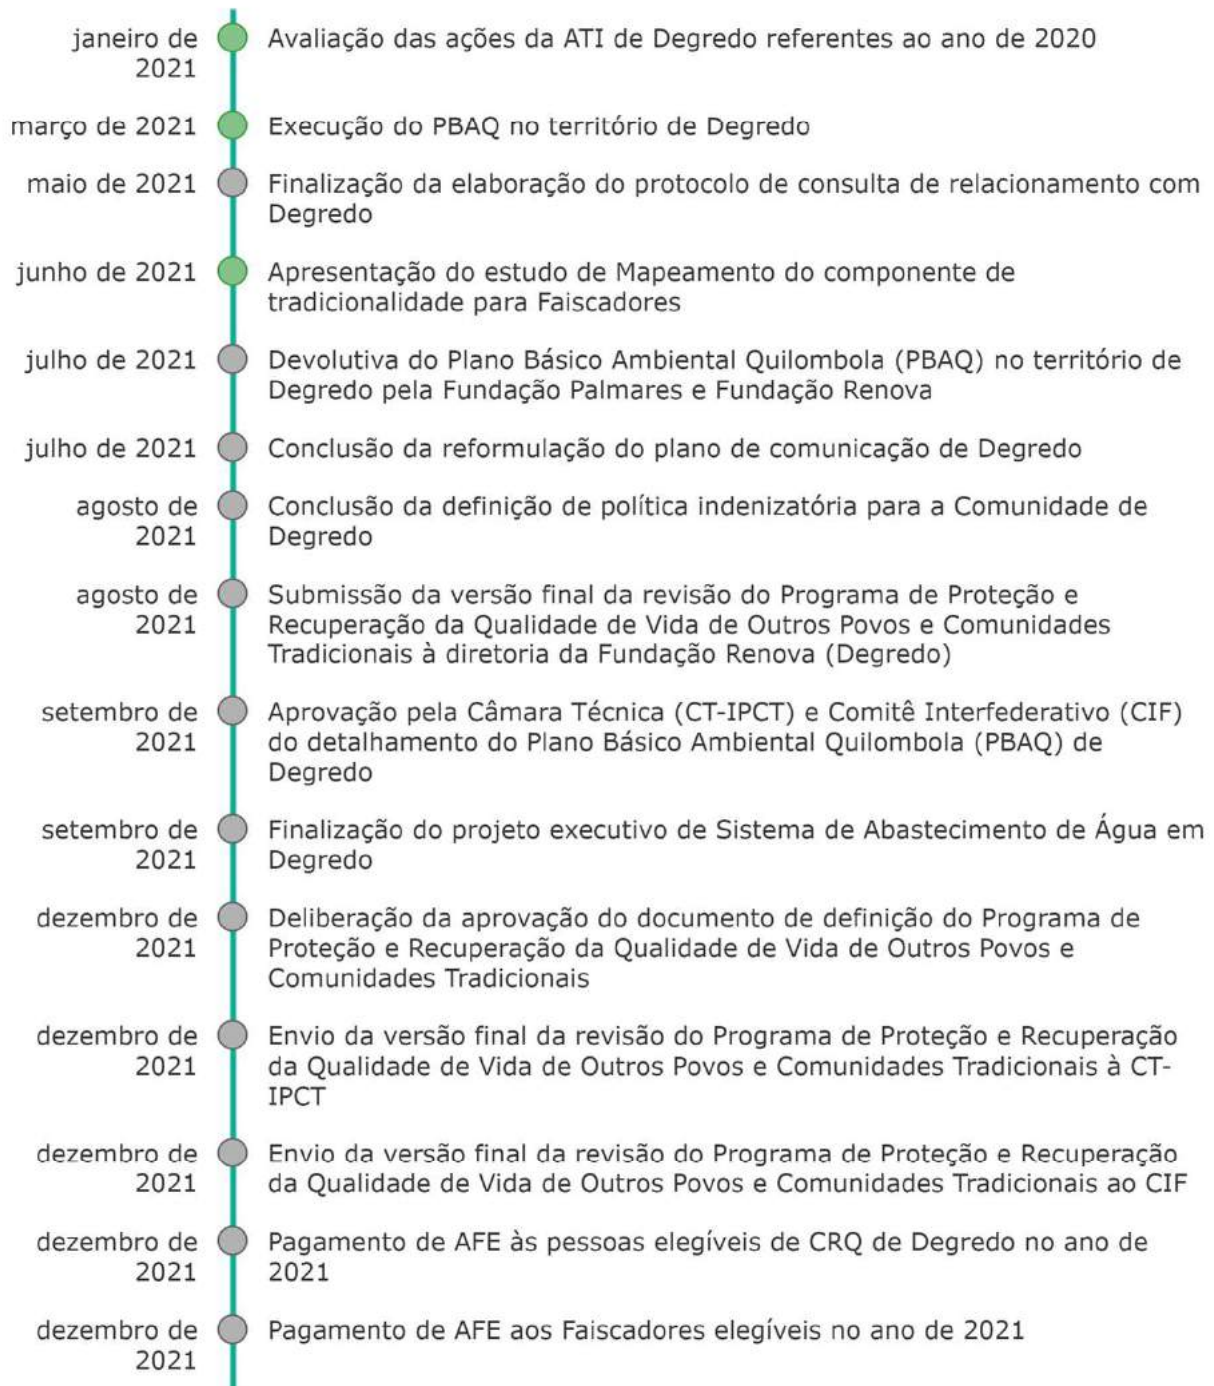 janeiro de
2021
Avaliação das ações da ATI de Degredo referentes ao ano de 2020
março de 2021
Execução do PBAQ no território de Degredo
maio de 2021
Finalização da elaboração do protocolo de consulta de relacionamento com
Degredo
junho de 2021
Apresentação do estudo de Mapeamento do componente de
tradicionalidade para Faiscadores
julho de 2021
Devolutiva do Plano Básico Ambiental Quilombola (PBAQ) no território de
Degredo pela Fundação Palmares e Fundação Renova
julho de 2021
Conclusão da reformulação do plano de comunicação de Degredo
agosto de
2021
Conclusão da definição de política indenizatória para a Comunidade de
Degredo
agosto de
2021
Submissão da versão final da revisão do Programa de Proteção e
Recuperação da Qualidade de Vida de Outros Povos e Comunidades
Tradicionais à diretoria da Fundação Renova (Degredo)
setembro de
2021
Aprovação pela Câmara Técnica (CT-IPCT) e Comitê Interfederativo (CIF)
do detalhamento do Plano Básico Ambiental Quilombola (PBAQ) de
Degredo
setembro de
2021
Finalização do projeto executivo de Sistema de Abastecimento de Água em
Degredo
dezembro de
2021
Deliberação da aprovação do documento de definição do Programa de
Proteção e Recuperação da Qualidade de Vida de Outros Povos e
Comunidades Tradicionais
dezembro de
2021
Envio da versão final da revisão do Programa de Proteção e Recuperação
da Qualidade de Vida de Outros Povos e Comunidades Tradicionais à CT-
IPCT
dezembro de
2021
Envio da versão final da revisão do Programa de Proteção e Recuperação
da Qualidade de Vida de Outros Povos e Comunidades Tradicionais ao CIF
dezembro de
2021
Pagamento de AFE às pessoas elegíveis de CRQ de Degredo no ano de
2021
dezembro de
2021
Pagamento de AFE aos Faiscadores elegíveis no ano de 2021